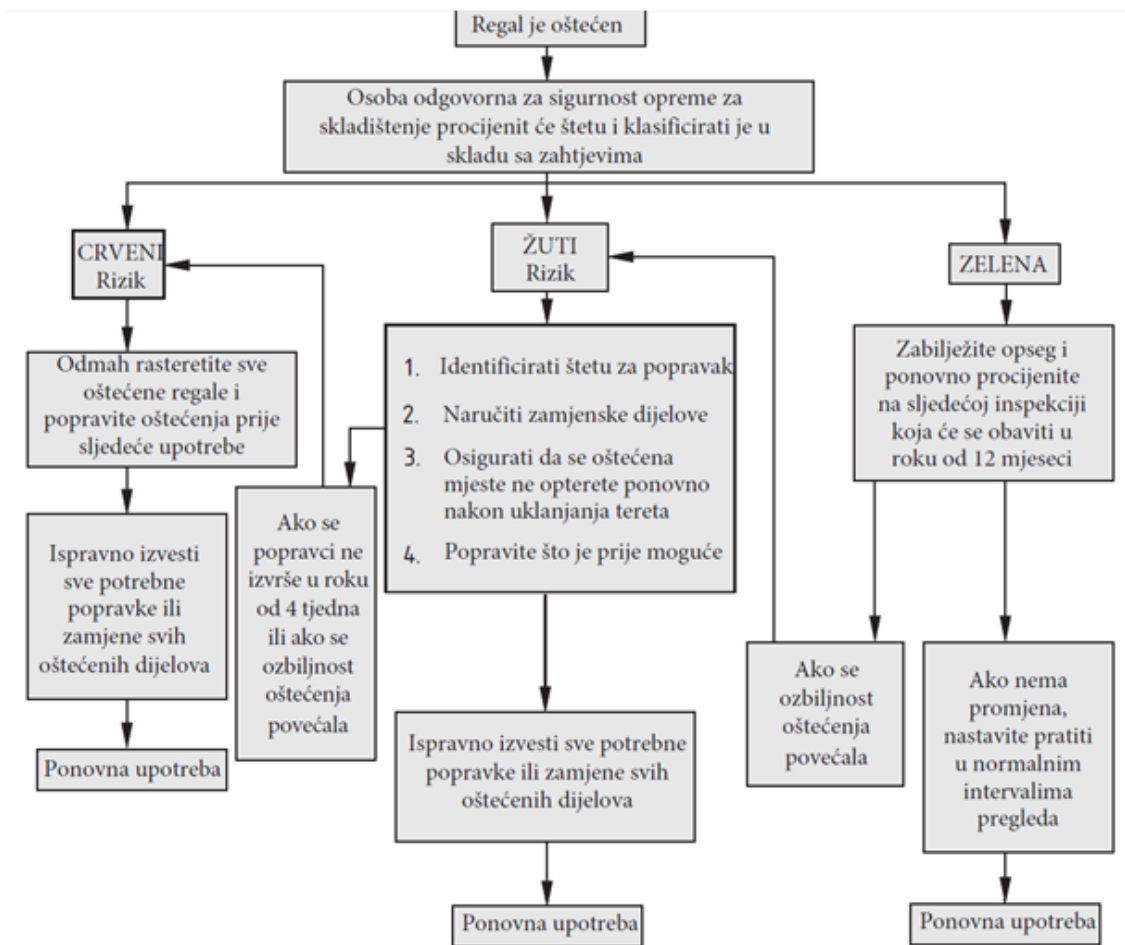 Regal je oštećen
Osoba odgovorna za sigurnost opreme za
skladištenje procijenit će štetu i klasificirati je u
skladu sa zahtjevima
CRVENI
Rizik
Odmah rasteretite sve
oštećene regale i
popravite oštećenja prije
sljedeće upotrebe
Ispravno izvesti
sve potrebne
popravke ili
zamjene svih
oštećenih dijelova
Ponovna upotreba
Ako se
popravci ne
izvrše u roku
od 4 tjedna
ili ako se
ozbiljnost
oštećenja
povećala
ŽUTI
Rizik
1. Identificirati štetu za popravak
2. Naručiti zamjenske dijelove
3. Osigurati da se oštećena
mjeste ne opterete ponovno
nakon uklanjanja tereta
4. Popravite što je prije moguće
Ispravno izvesti sve potrebne
popravke ili zamjene svih
oštećenih dijelova
Ponovna upotreba
ZELENA
Zabilježite opseg i
ponovno procijenite
na sljedećoj inspekciji
koja će se obaviti u
roku od 12 mjeseci
Ako se
ozbiljnost
oštećenja
povećala
Ako nema
promjena,
nastavite pratiti
u normalnim
intervalima
pregleda
Ponovna upotreba